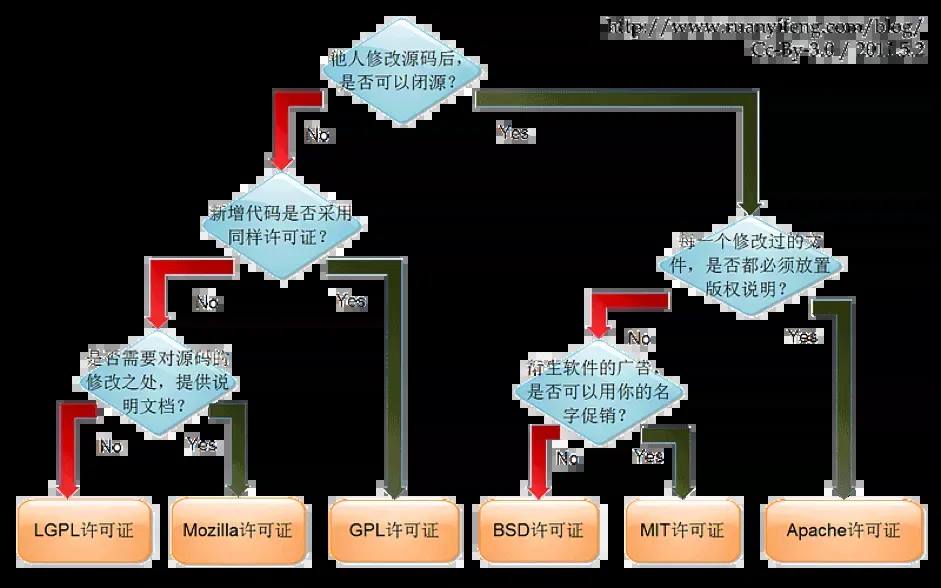 http://www.ruanyifeng.com/blog/
Cc-By-3.0 / 2011.5.2
他人修改源码后，
是否可以闭源？
No
Yes
新增代码是否采用
同样许可证？
每一个修改过的文
件，是否都必须放置
版权说明？
No
Yes
No
Yes
是否需要对源码的
修改之处，提供说
明文档？
衍生软件的广告，
是否可以用你的名
字促销？
No
Yes
No
Yes
LGPL许可证
Mozilla许可证
GPL许可证
BSD许可证
MIT许可证
Apache许可证